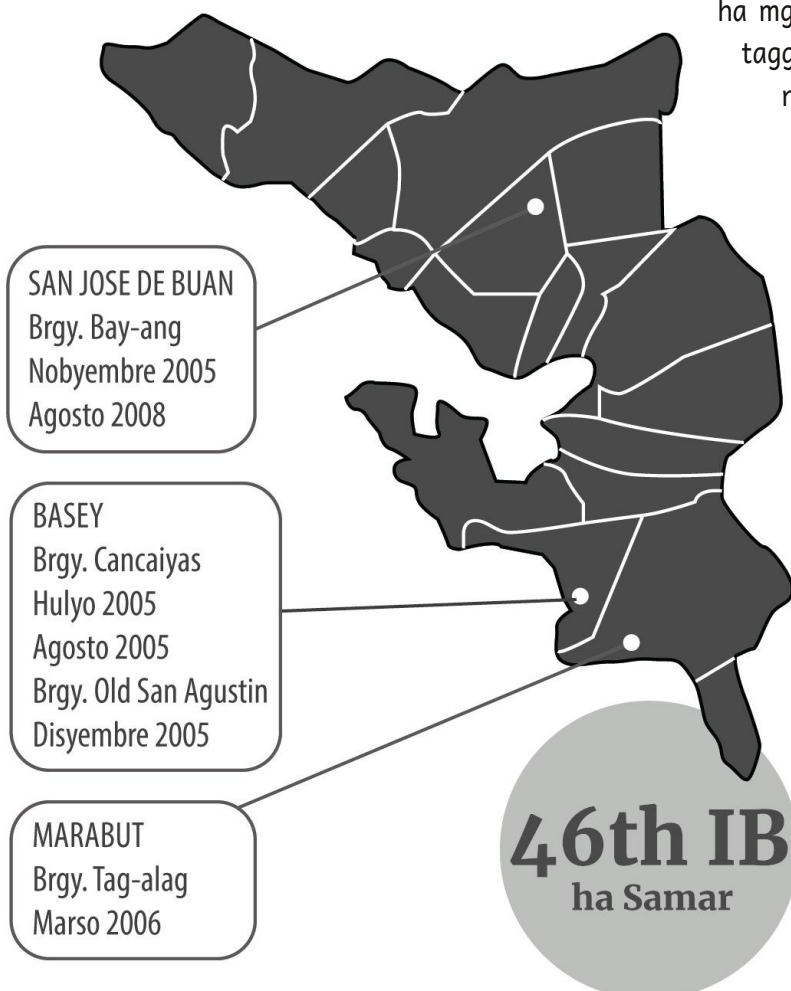 ha mg
tagg
SAN JOSE DE BUAN
Brgy. Bay-ang
Nobyembre 2005
Agosto 2008
BASEY
Brgy. Cancaiyas
Hulyo 2005
Agosto 2005
Brgy. Old San Agustin
Disyembre 2005
MARABUT
Brgy. Tag-alag
Marso 2006
46th IB
ha Samar